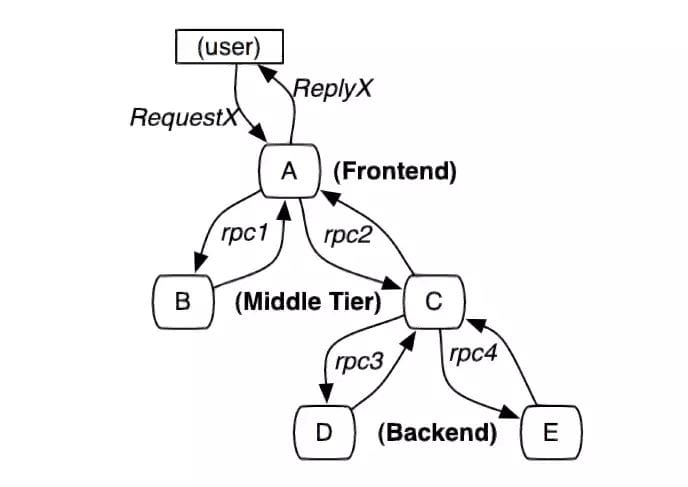 (user)
ReplyX
RequestX
A (Frontend)
rpc1 rpc2
B (Middle Tier) C
rpc3 rpc4
D (Backend) E